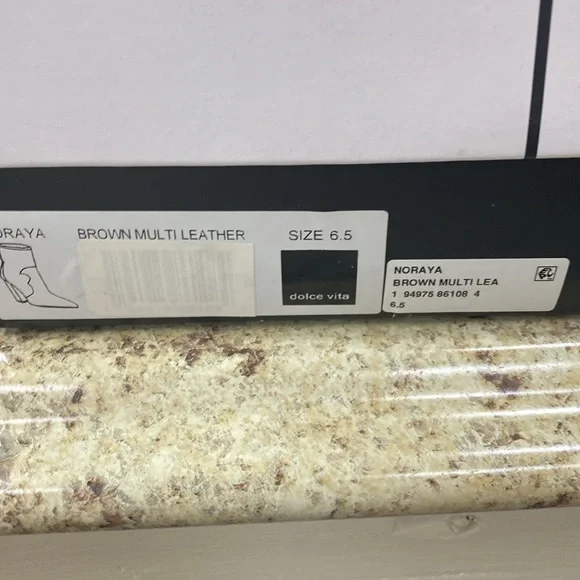 ORAYA BROWN MULTI LEATHER SIZE 6.5
dolce vita
NORAYA
BROWN MULTI LEA
1 94975 86108 4
6.5